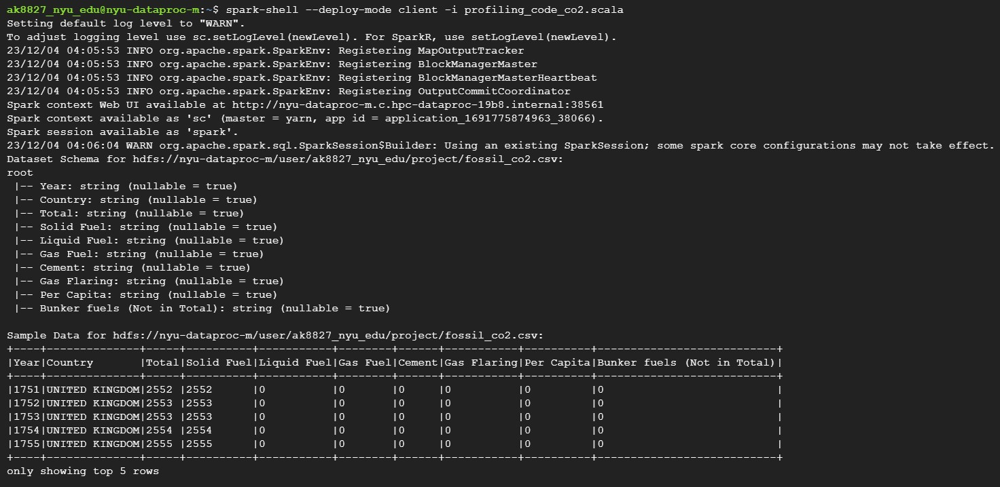 ak8827_nyu_edu@nyu-dataproc-m:~$ spark-shell --deploy-mode client -i profiling_code_co2.scala
Setting default log level to "WARN".
To adjust logging level use sc.setLogLevel(newLevel). For SparkR, use setLogLevel(newLevel).
23/12/04 04:05:53 INFO org.apache.spark.SparkEnv: Registering MapOutputTracker
23/12/04 04:05:53 INFO org.apache.spark.SparkEnv: Registering BlockManagerMaster
23/12/04 04:05:53 INFO org.apache.spark.SparkEnv: Registering BlockManagerMasterHeartbeat
23/12/04 04:05:53 INFO org.apache.spark.SparkEnv: Registering OutputCommitCoordinator
Spark context Web UI available at http://nyu-dataproc-m.c.hpc-dataproc-19b8.internal:38561
Spark context available as 'sc' (master = yarn, app id = application_1691775874963_38066).
Spark session available as 'spark'.
23/12/04 04:06:04 WARN org.apache.spark.sql.SparkSession$Builder: Using an existing SparkSession; some spark core configurations may not take effect.
Dataset Schema for hdfs://nyu-dataproc-m/user/ak8827_nyu_edu/project/fossil_co2.csv:
root
 |-- Year: string (nullable = true)
 |-- Country: string (nullable = true)
 |-- Total: string (nullable = true)
 |-- Solid Fuel: string (nullable = true)
 |-- Liquid Fuel: string (nullable = true)
 |-- Gas Fuel: string (nullable = true)
 |-- Cement: string (nullable = true)
 |-- Gas Flaring: string (nullable = true)
 |-- Per Capita: string (nullable = true)
 |-- Bunker fuels (Not in Total): string (nullable = true)

Sample Data for hdfs://nyu-dataproc-m/user/ak8827_nyu_edu/project/fossil_co2.csv:
+----+--------------+-----+----------+-----------+--------+------+-----------+----------+---------------------------+
|Year|Country       |Total|Solid Fuel|Liquid Fuel|Gas Fuel|Cement|Gas Flaring|Per Capita|Bunker fuels (Not in Total)|
+----+--------------+-----+----------+-----------+--------+------+-----------+----------+---------------------------+
|1751|UNITED KINGDOM|2552 |2552      |0          |0       |0     |0          |0         |0                          |
|1752|UNITED KINGDOM|2553 |2553      |0          |0       |0     |0          |0         |0                          |
|1753|UNITED KINGDOM|2553 |2553      |0          |0       |0     |0          |0         |0                          |
|1754|UNITED KINGDOM|2554 |2554      |0          |0       |0     |0          |0         |0                          |
|1755|UNITED KINGDOM|2555 |2555      |0          |0       |0     |0          |0         |0                          |
+----+--------------+-----+----------+-----------+--------+------+-----------+----------+---------------------------+
only showing top 5 rows